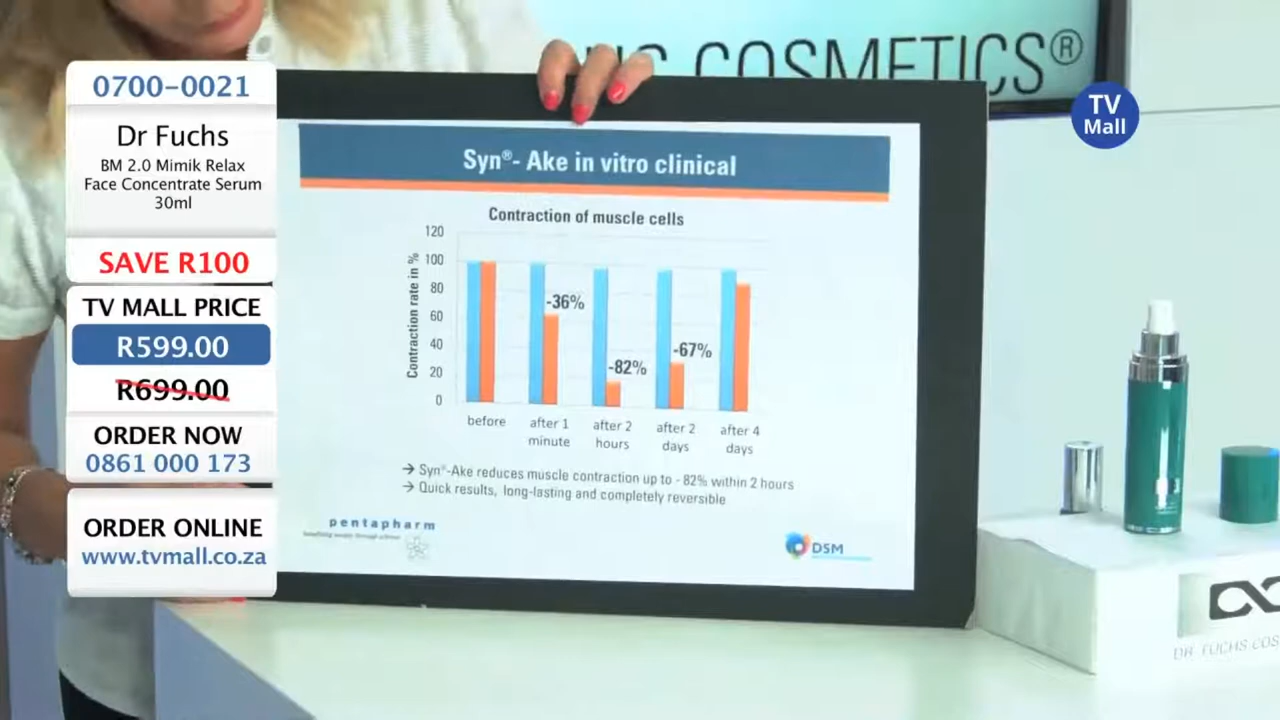 0700-0021
Dr Fuchs
BM 2.0 Mimik Relax
Face Concentrate Serum
30ml
SAVE R100
TV MALL PRICE
R599.00
R699.00
ORDER NOW
0861 000 173
ORDER ONLINE
www.tvmall.co.za
COSMETICS®
TV
Mall
Syn®- Ake in vitro clinical
Contraction of muscle cells
Contraction rate in %
120
100
80
60
40
20
0
-36%
-82%
-67%
before
after 1
minute
after 2
hours
after 2
days
after 4
days
→ Syn®-Ake reduces muscle contraction up to - 82% within 2 hours
→ Quick results, long-lasting and completely reversible
pentapharm
DSM
DR. FUCHS COS